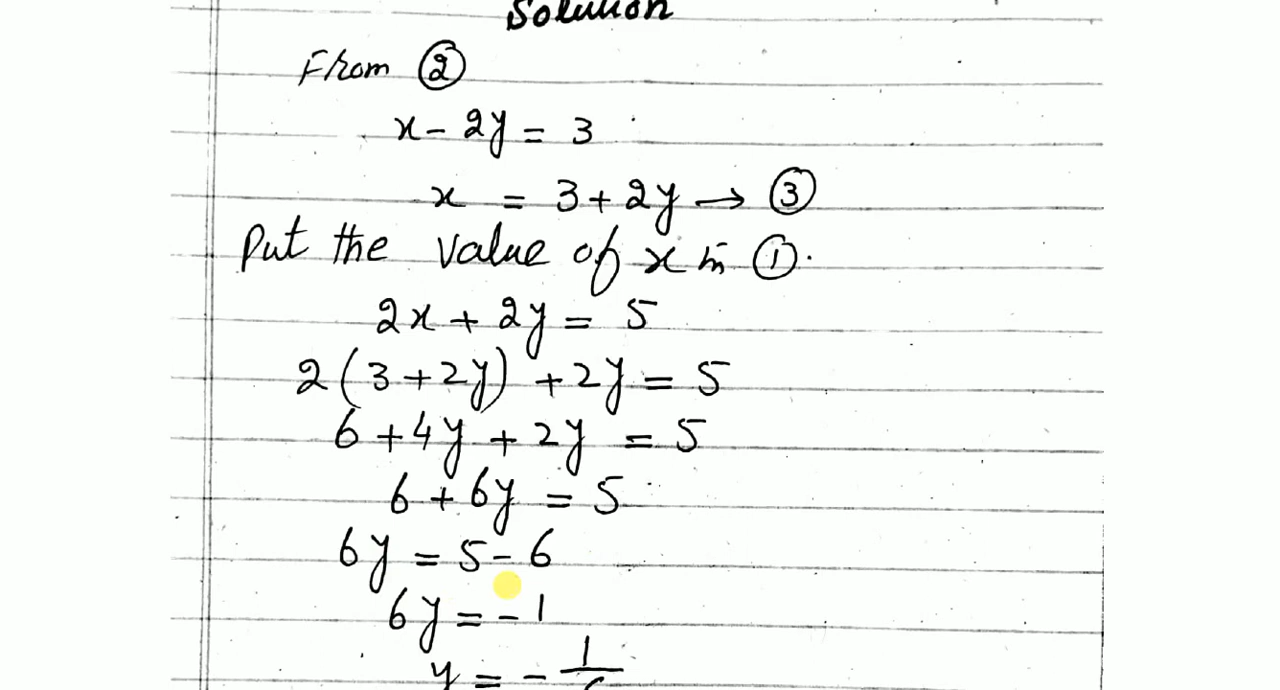 Solution
From ②
x - 2y = 3
x = 3 + 2y → ③
Put the value of x in ①.
2x + 2y = 5
2(3 + 2y) + 2y = 5
6 + 4y + 2y = 5
6 + 6y = 5
6y = 5 - 6
6y = -1
y = - 1/